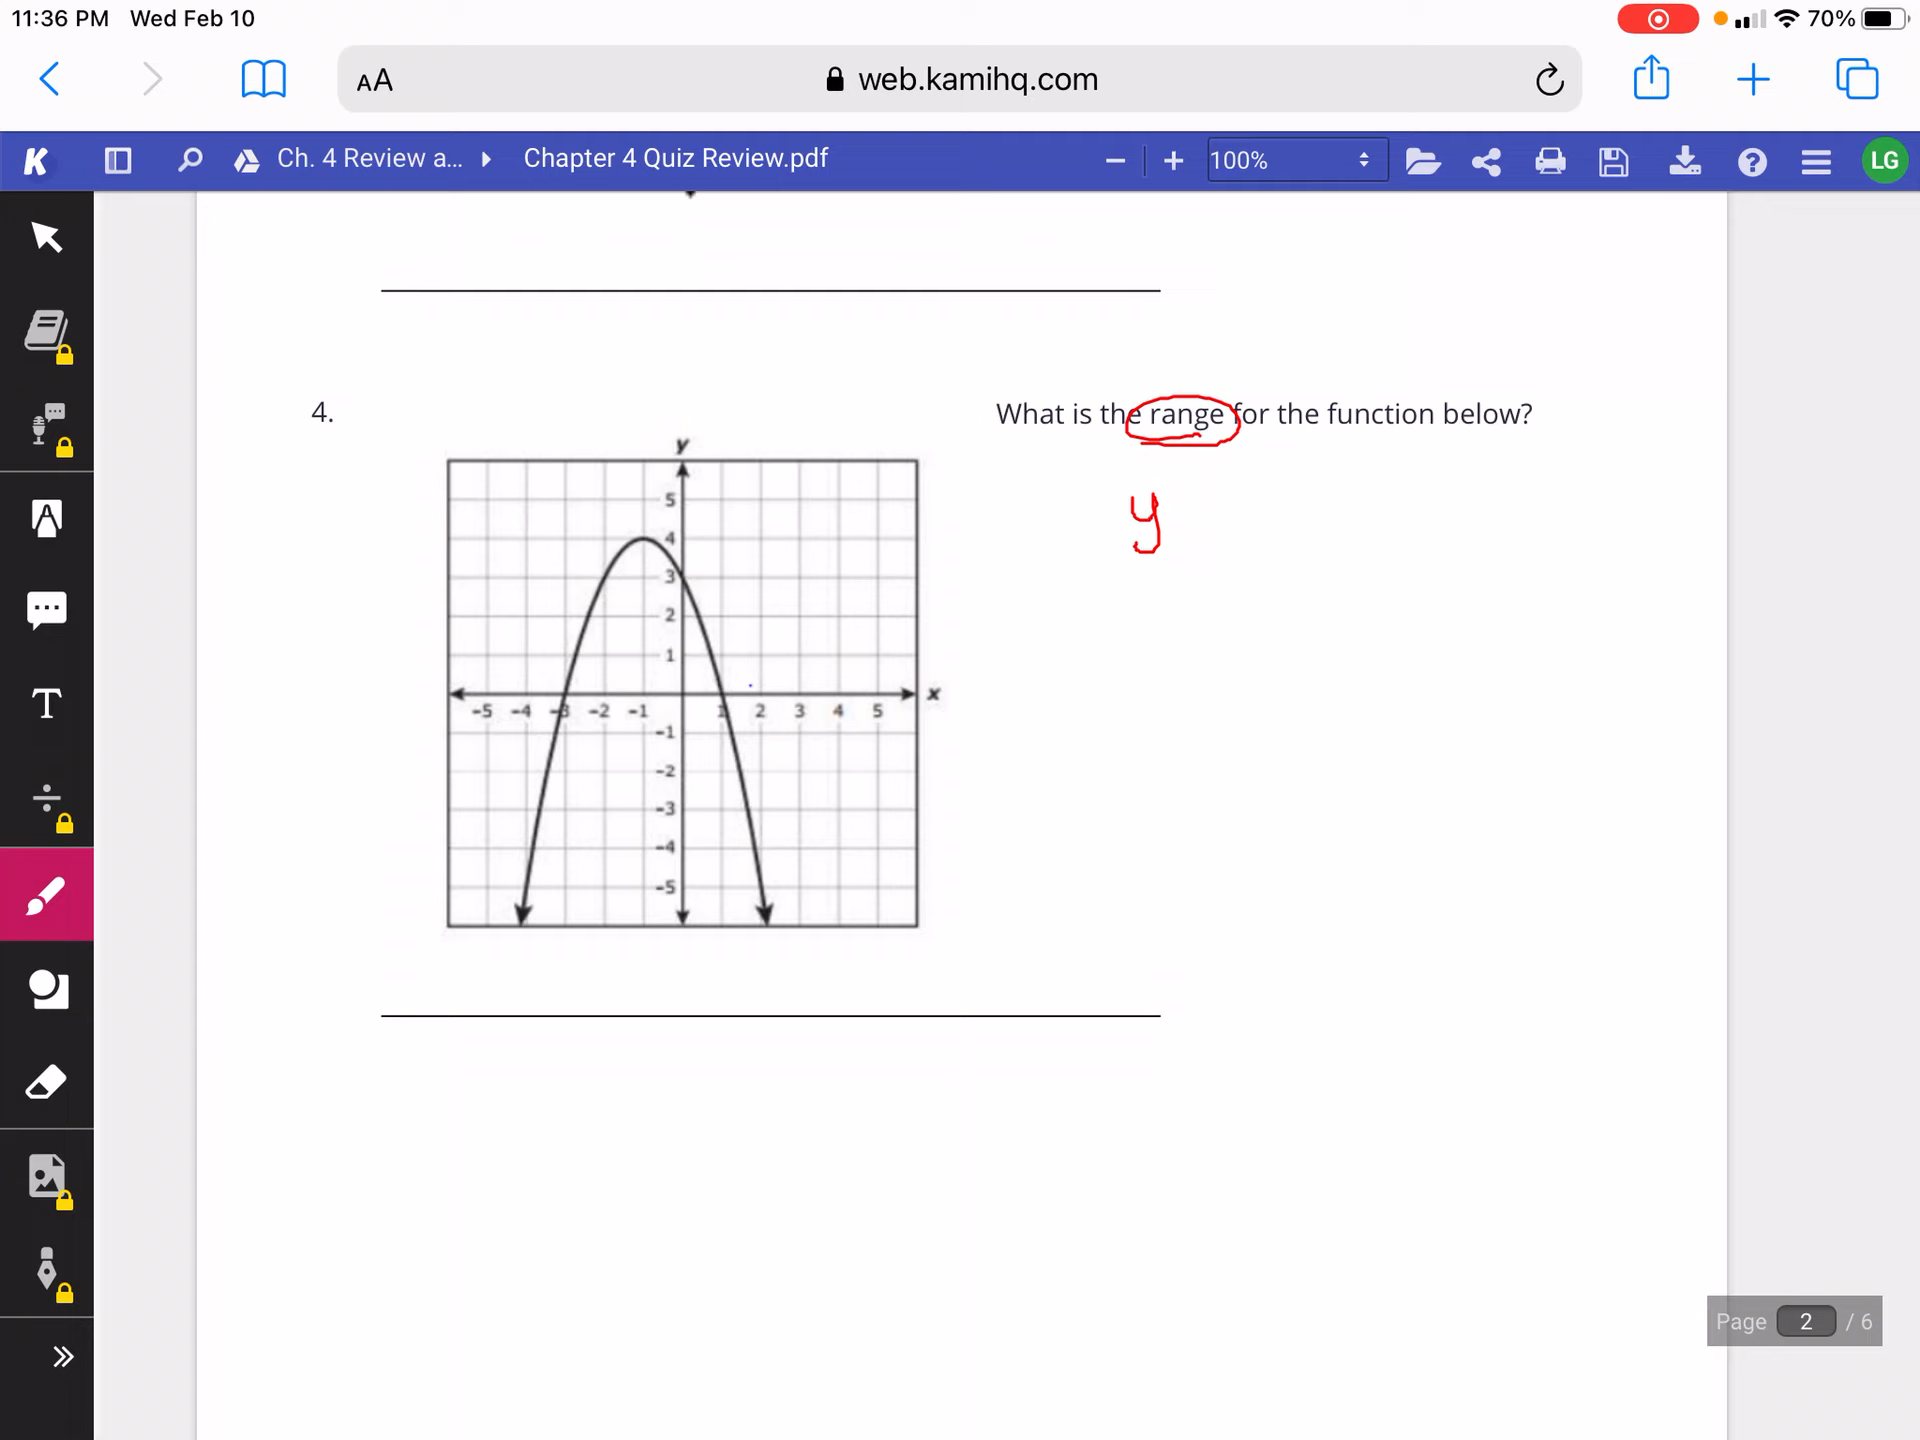 11:36 PM Wed Feb 10
70%
AA
web.kamihq.com
K
Ch. 4 Review a...
Chapter 4 Quiz Review.pdf
100%
LG
4.
What is the range for the function below?
y
y
5
4
3
2
1
x
-5 -4 -3 -2 -1 1 2 3 4 5
-1
-2
-3
-4
-5
T
Page 2 / 6